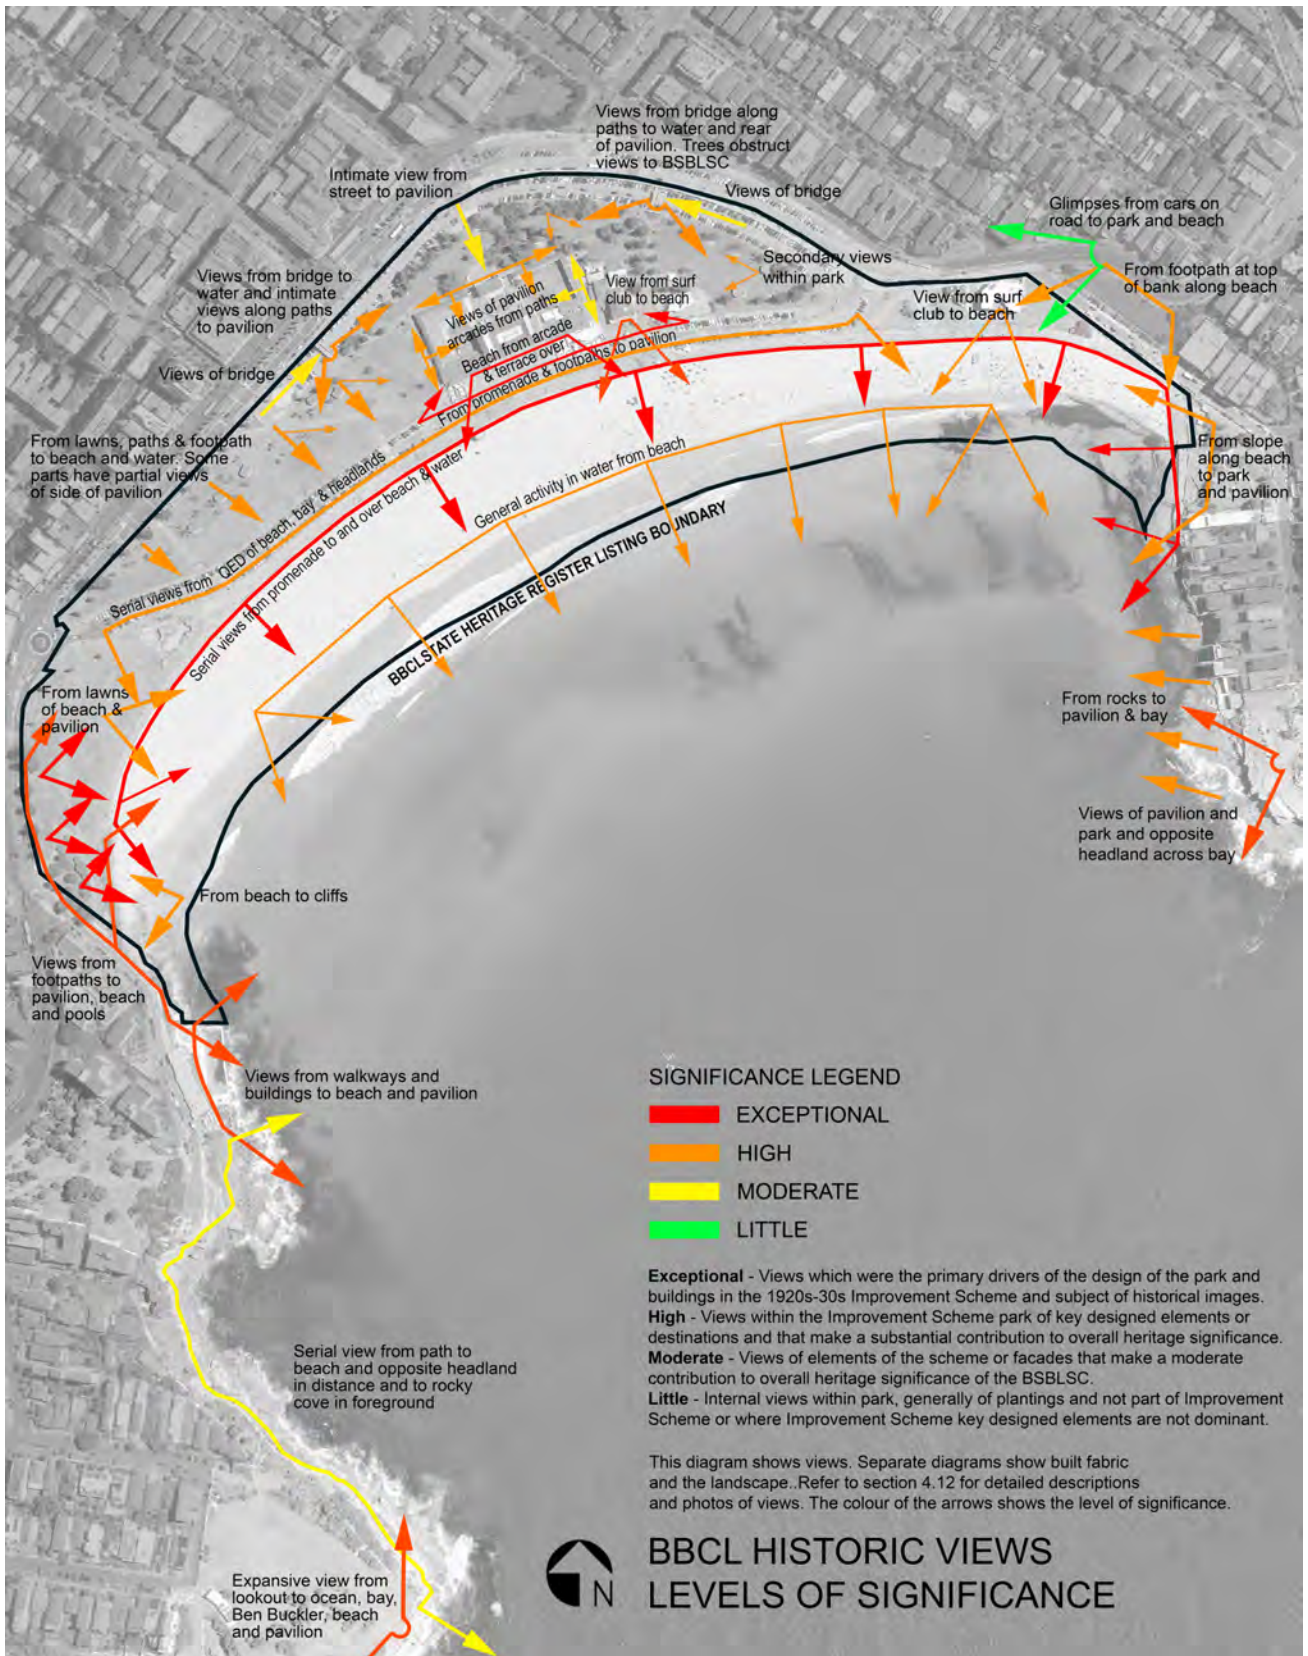 Views from bridge along
paths to water and rear
of pavilion. Trees obstruct
views to BSBLSC
Intimate view from
street to pavilion
Views of bridge
Glimpses from cars on
road to park and beach
Secondary views
within park
From footpath at top
of bank along beach
Views from bridge to
water and intimate
views along paths
to pavilion
View from surf
club to beach
View from surf
club to beach
Views of pavilion
arcades from paths
Beach from arcade
& terrace over
From promenade & footpaths to pavilion
Views of bridge
From lawns, paths & footpath
to beach and water. Some
parts have partial views
of side of pavilion
From slope
along beach
to park
and pavilion
General activity in water from beach
Serial views from QED of beach, bay & headlands
Serial views from promenade to and over beach & water
BBCLSTATE HERITAGE REGISTER LISTING BOUNDARY
From lawns
of beach &
pavilion
From rocks to
pavilion & bay
Views of pavilion and
park and opposite
headland across bay
From beach to cliffs
Views from
footpaths to
pavilion, beach
and pools
Views from walkways and
buildings to beach and pavilion
SIGNIFICANCE LEGEND
EXCEPTIONAL
HIGH
MODERATE
LITTLE
Exceptional - Views which were the primary drivers of the design of the park and
buildings in the 1920s-30s Improvement Scheme and subject of historical images.
High - Views within the Improvement Scheme park of key designed elements or
destinations and that make a substantial contribution to overall heritage significance.
Moderate - Views of elements of the scheme or facades that make a moderate
contribution to overall heritage significance of the BSBLSC.
Little - Internal views within park, generally of plantings and not part of Improvement
Scheme or where Improvement Scheme key designed elements are not dominant.
Serial view from path to
beach and opposite headland
in distance and to rocky
cove in foreground
This diagram shows views. Separate diagrams show built fabric
and the landscape..Refer to section 4.12 for detailed descriptions
and photos of views. The colour of the arrows shows the level of significance.
N
BBCL HISTORIC VIEWS
LEVELS OF SIGNIFICANCE
Expansive view from
lookout to ocean, bay,
Ben Buckler, beach
and pavilion